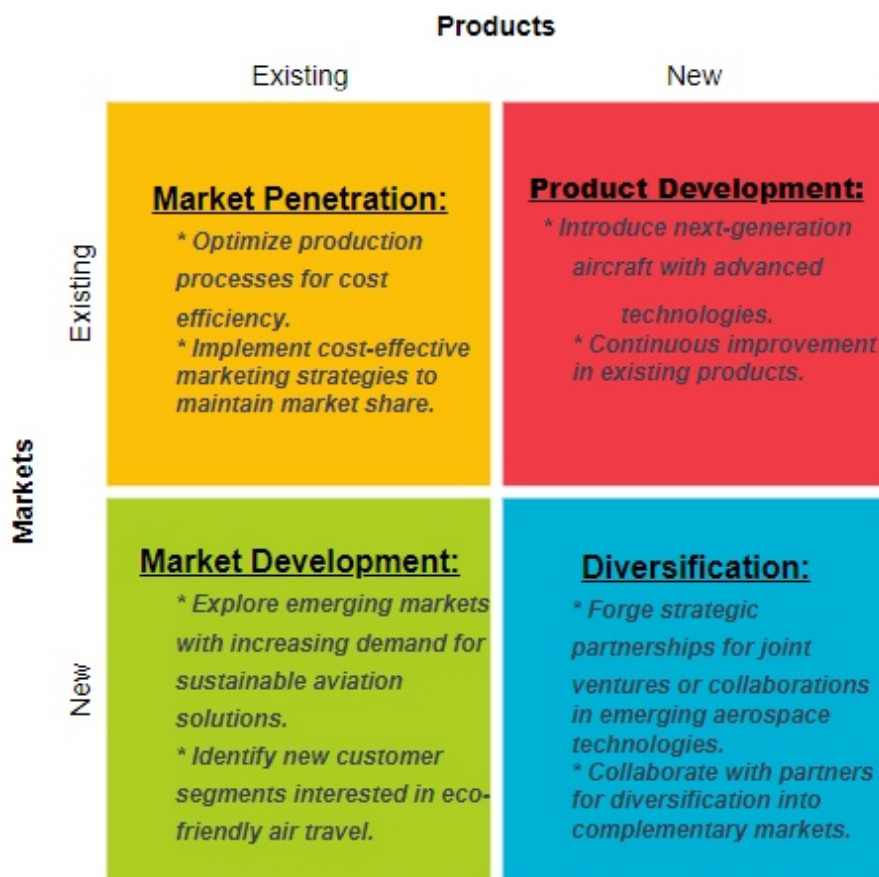 Products
Existing
New
Market Penetration:
* Optimize production
processes for cost
efficiency.
* Implement cost-effective
marketing strategies to
maintain market share.
Product Development:
* Introduce next-generation
aircraft with advanced
technologies.
* Continuous improvement
in existing products.
Existing
Markets
New
Market Development:
* Explore emerging markets
with increasing demand for
sustainable aviation
solutions.
* Identify new customer
segments interested in eco-
friendly air travel.
Diversification:
* Forge strategic
partnerships for joint
ventures or collaborations
in emerging aerospace
technologies.
* Collaborate with partners
for diversification into
complementary markets.